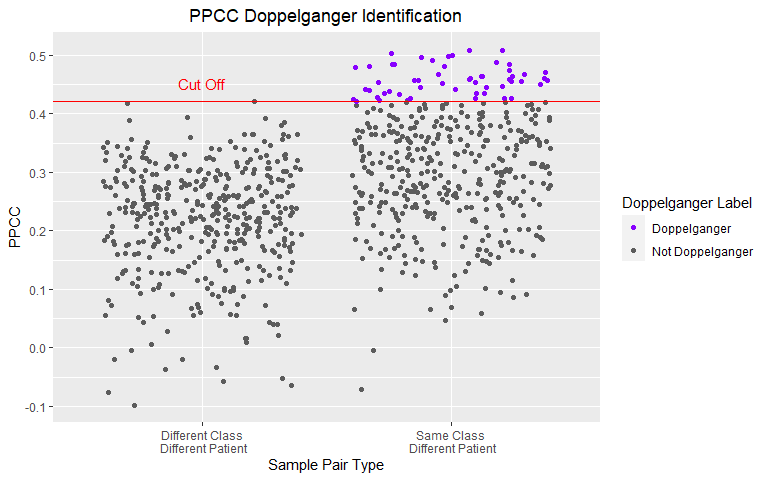 PPCC Doppelganger Identification
0.5
0.4
0.3
0.2
0.1
0.0
-0.1
PPCC
Cut Off
Different Class
Different Patient
Same Class
Different Patient
Sample Pair Type
Doppelganger Label
Doppelganger
Not Doppelganger